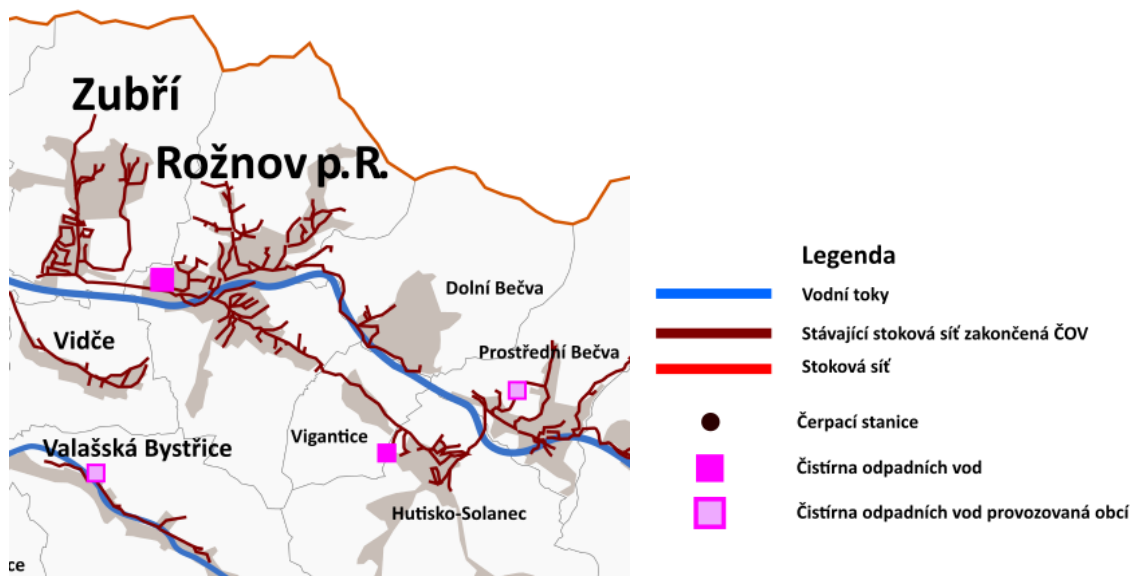 Zubří
Rožnov p.R.
Dolní Bečva
Vidče
Prostřední Bečva
Vigantice
Valašská Bystřice
Hutisko-Solanec
ce
Legenda
Vodní toky
Stávající stoková síť zakončená ČOV
Stoková síť
Čerpací stanice
Čistírna odpadních vod
Čistírna odpadních vod provozovaná obcí